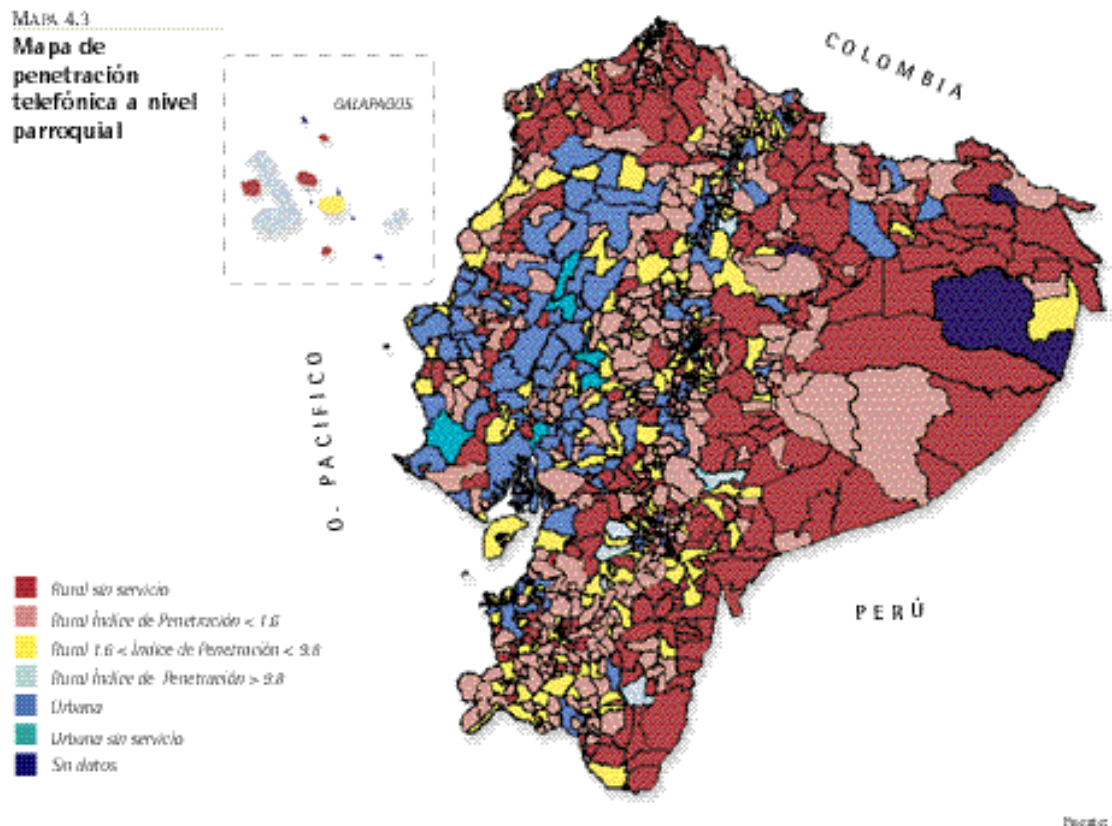 MAPA 4.3
Mapa de
penetración
telefónica a nivel
parroquial
GALAPAGOS
COLOMBIA
O- PACIFICO
PERÚ
Rural sin servicio
Rural Índice de Penetración < 1.6
Rural 1.6 < Índice de Penetración < 9.8
Rural Índice de Penetración > 9.8
Urbana
Urbana sin servicio
Sin datos
Fuente: